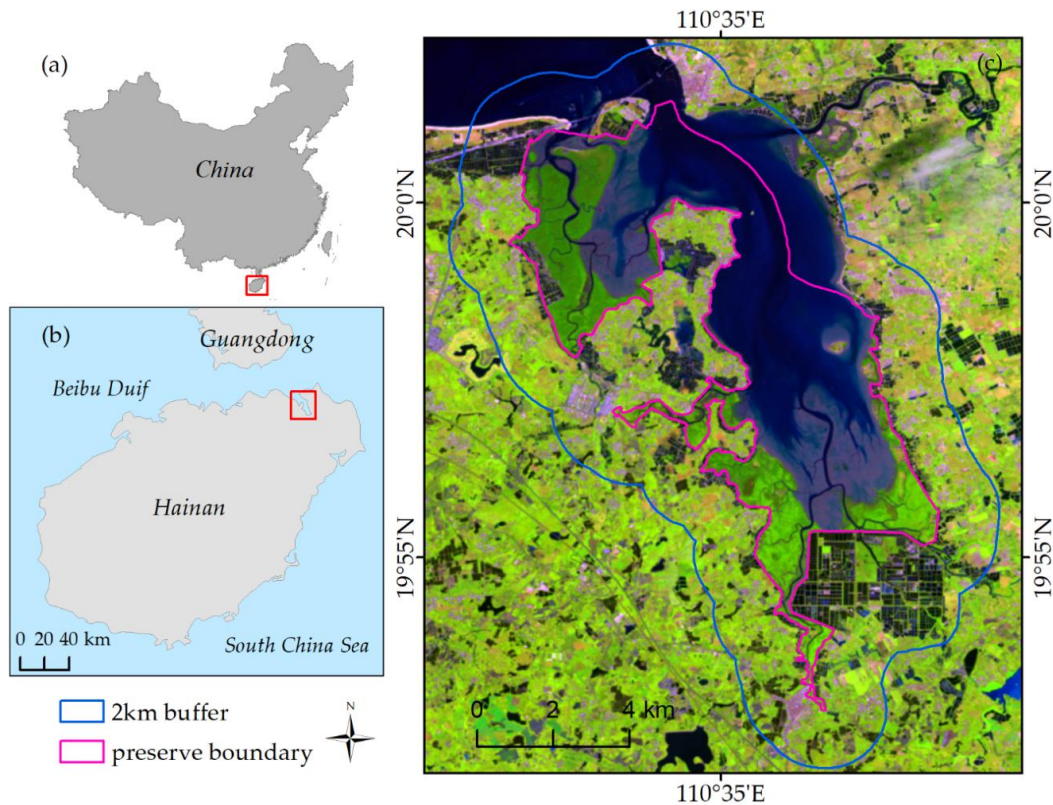 (a)
China
(b)
Guangdong
Beibu Duif
Hainan
South China Sea
0 20 40 km
2km buffer
preserve boundary
N
110°35'E
(c)
20°0'N
20°0'N
19°55'N
19°55'N
0 2 4 km
110°35'E